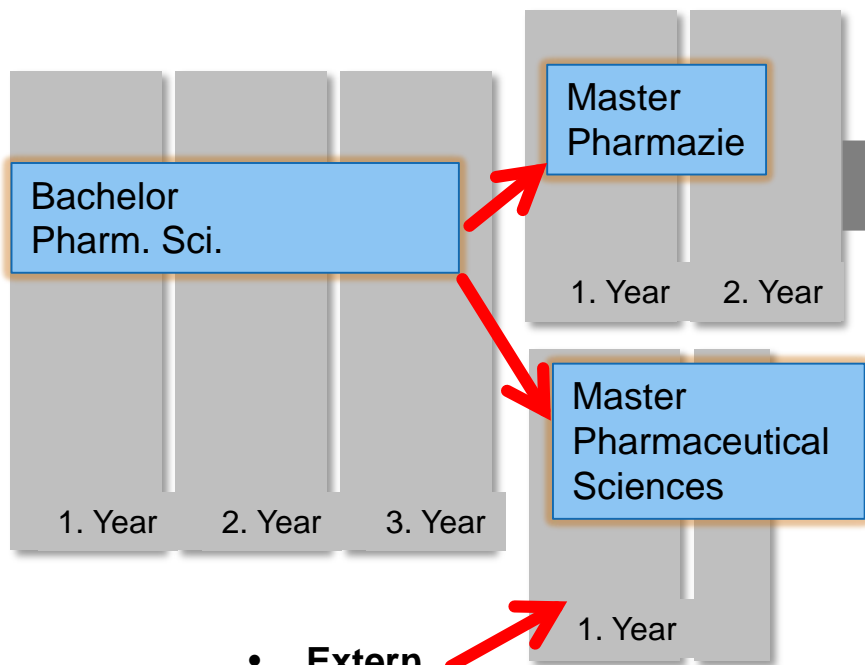 Master
Pharmazie
Bachelor
Pharm. Sci.
1. Year 2. Year
Master
Pharmaceutical
Sciences
1. Year 2. Year 3. Year
1. Year
• Extern